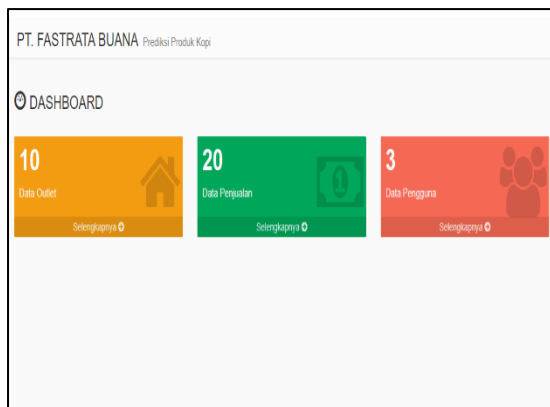 PT. FASTRATA BUANA Prediksi Produk Kopi
DASHBOARD
10
Data Outlet
Selengkapnya
20
Data Penjualan
1
Selengkapnya
3
Data Pengguna
Selengkapnya